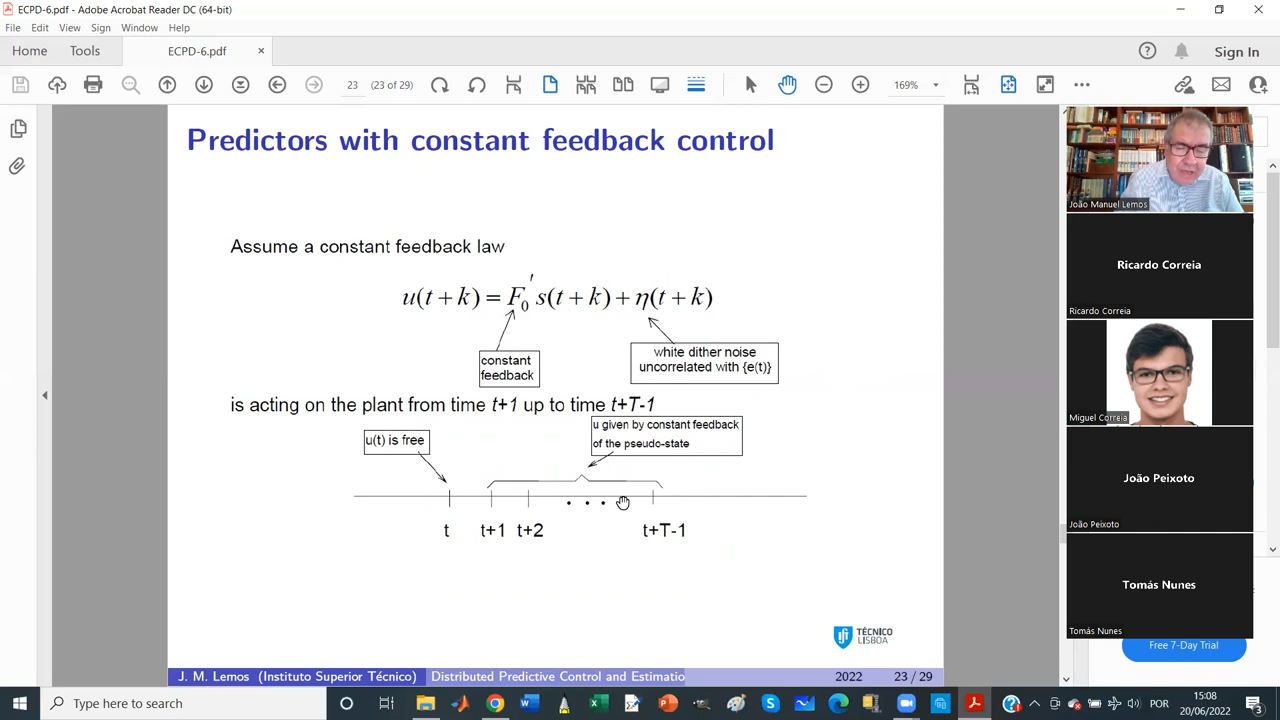 ECPD-6.pdf - Adobe Acrobat Reader DC (64-bit)
File Edit View Sign Window Help
Home Tools ECPD-6.pdf × Sign In
23 (23 of 29) 169%
Predictors with constant feedback control
Assume a constant feedback law
u(t + k) = F₀' s(t + k) + η(t + k)
constant
feedback
white dither noise
uncorrelated with {e(t)}
is acting on the plant from time t+1 up to time t+T-1
u(t) is free
u given by constant feedback
of the pseudo-state
. . . .
t t+1 t+2 t+T-1
TÉCNICO
LISBOA
J. M. Lemos (Instituto Superior Técnico) Distributed Predictive Control and Estimatio 2022 23 / 29
João Manuel Lemos
Ricardo Correia
Ricardo Correia
Miguel Correia
João Peixoto
João Peixoto
Tomás Nunes
Tomás Nunes
Free 7-Day Trial
Type here to search
POR
15:08
20/06/2022
3